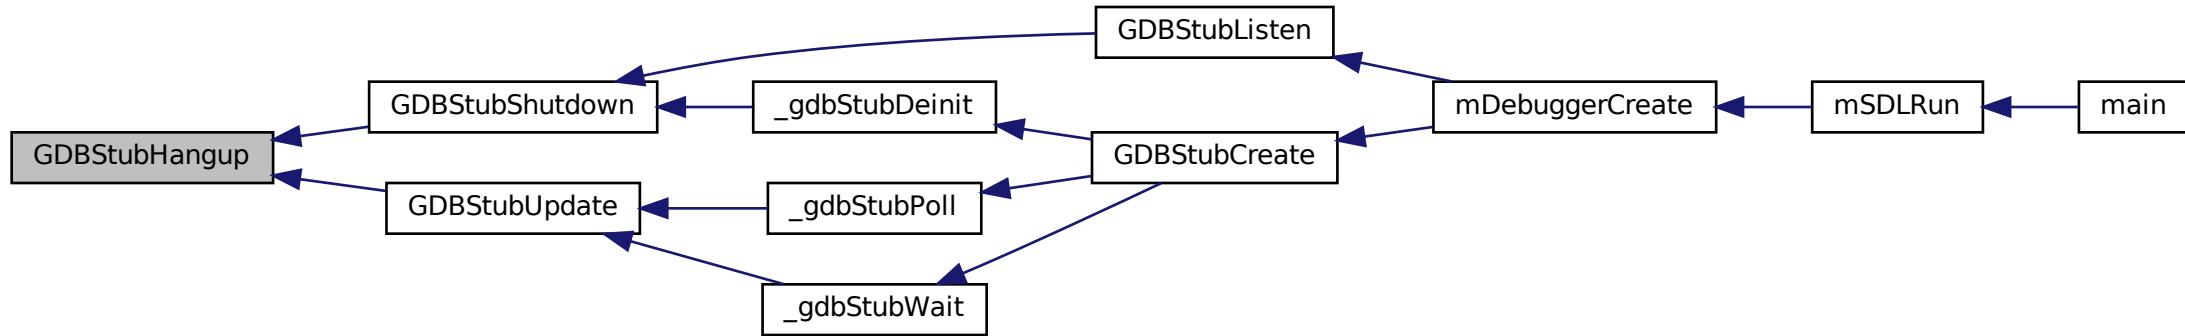 GDBStubListen
GDBStubShutdown
_gdbStubDeinit
mDebuggerCreate
mSDLRun
main
GDBStubHangup
GDBStubCreate
GDBStubUpdate
_gdbStubPoll
_gdbStubWait